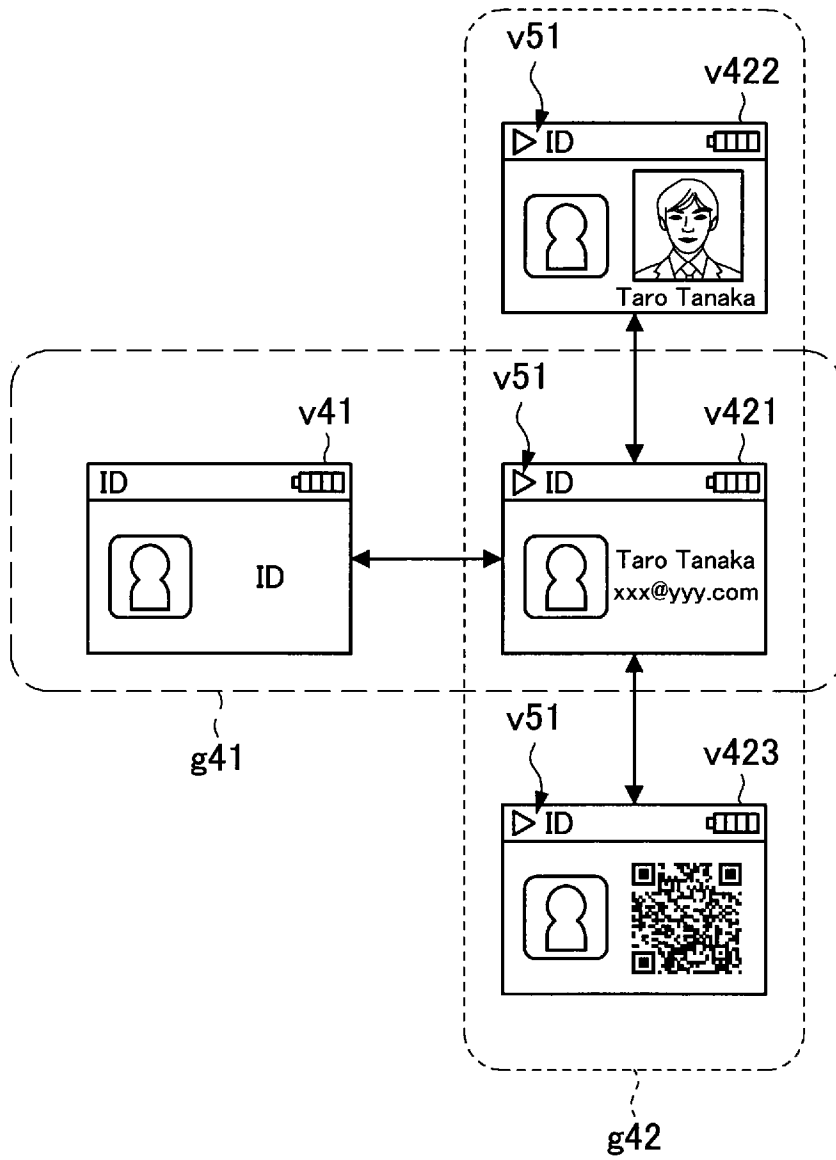 v51
v422
ID
Taro Tanaka
v51
v41
v421
ID
ID
ID
Taro Tanaka
xxx@yyy.com
g41
v51
v423
ID
g42